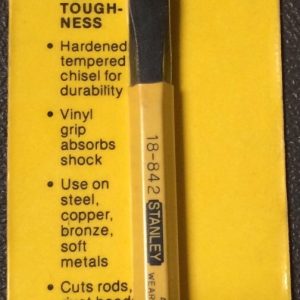 TOUGH-
NESS
• Hardened
tempered
chisel for
durability
• Vinyl
grip
absorbs
shock
• Use on
steel,
copper,
bronze,
soft
metals
• Cuts rods,
18-842 STANLEY
WEAR